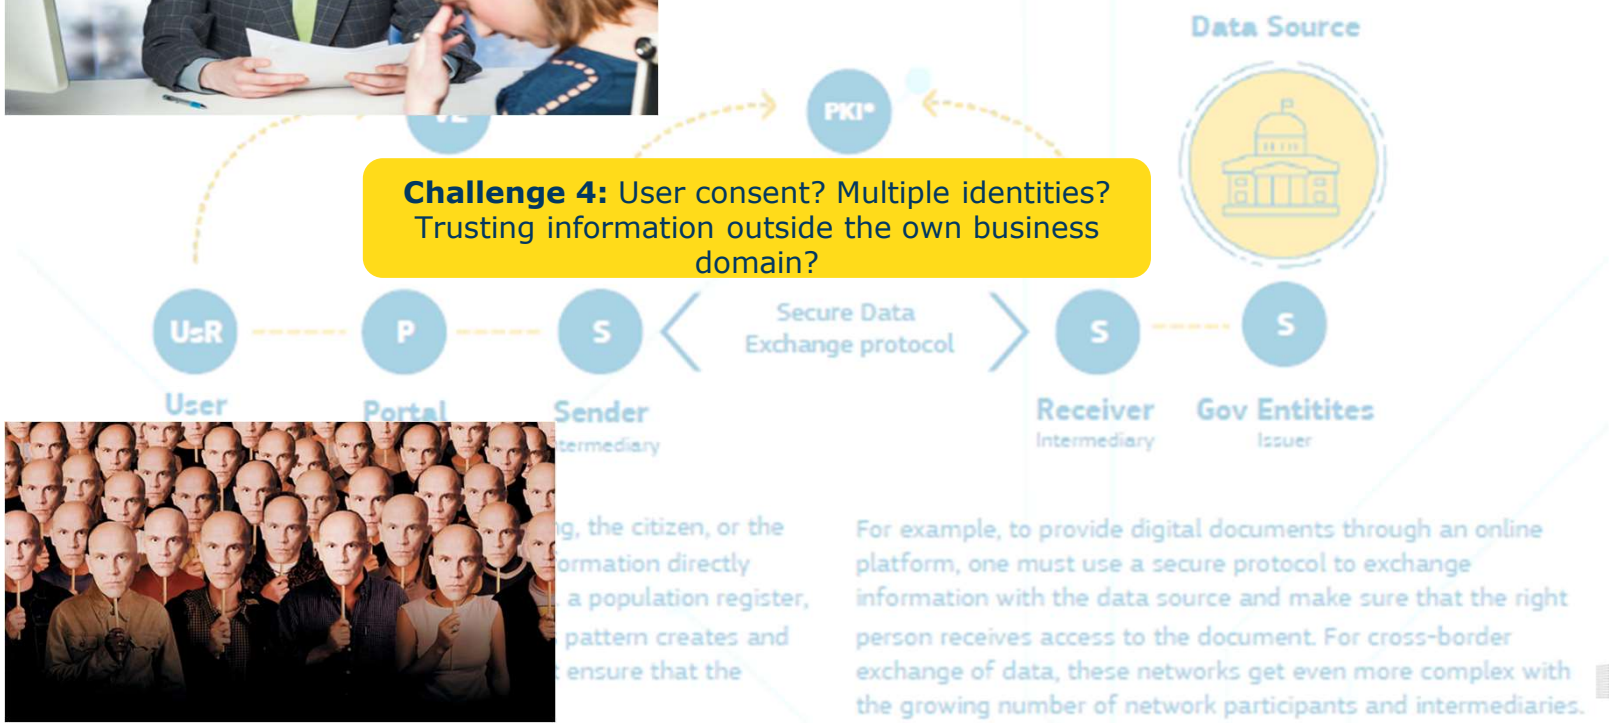 Data Source
PKI*
Challenge 4: User consent? Multiple identities?
Trusting information outside the own business
domain?
UsR
P
S
Secure Data
Exchange protocol
S
S
User
Portal
Sender
Receiver
Intermediary
Gov Entitites
Issuer
the citizen, or the
directly
a population register,
pattern creates and
ensure that the
For example, to provide digital documents through an online
platform, one must use a secure protocol to exchange
information with the data source and make sure that the right
person receives access to the document. For cross-border
exchange of data, these networks get even more complex with
the growing number of network participants and intermediaries.